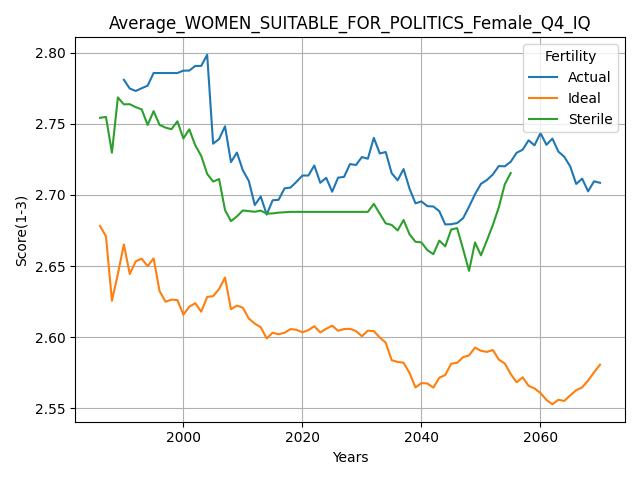 Average_WOMEN_SUITABLE_FOR_POLITICS_Female_Q4_IQ
Fertility
Actual
Ideal
Sterile
2.80
2.75
2.70
2.65
2.60
2.55
Score(1-3)
2000
2020
2040
2060
Years